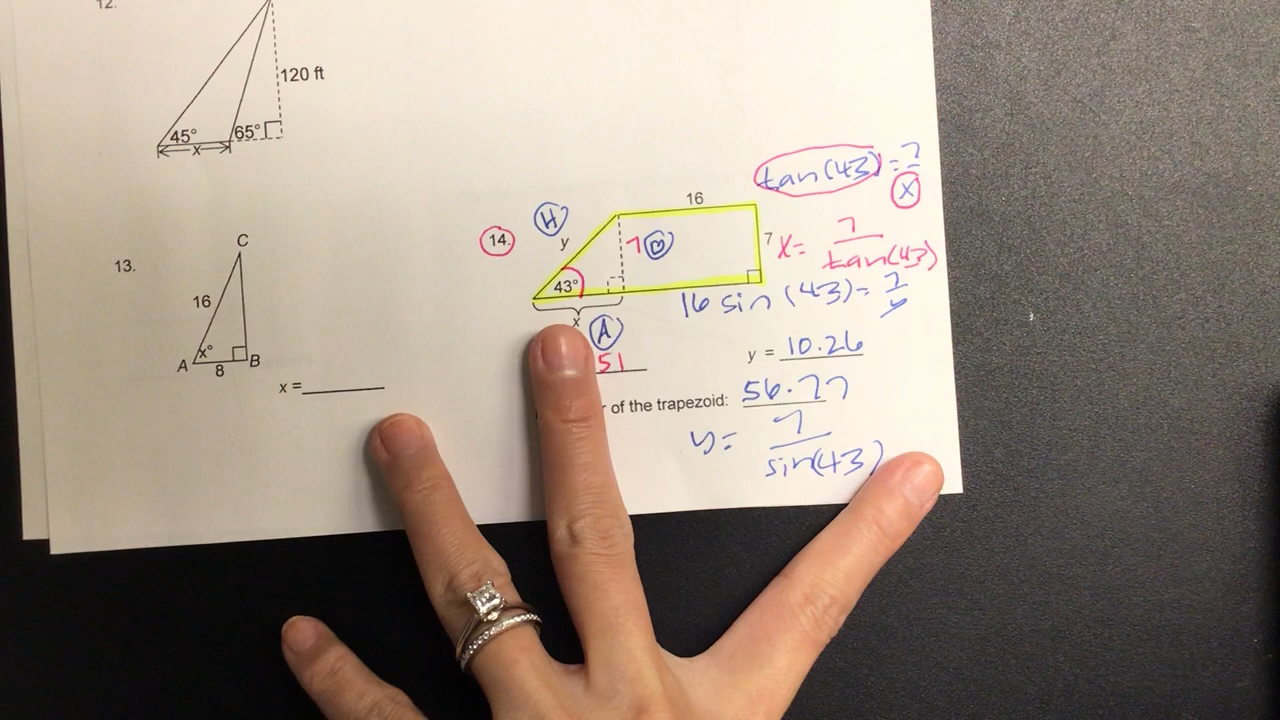 12.
120 ft
45°
65°
x
tan(43) = 7/x
16
H
14.
y
7
7
x = 7/tan(43)
C
13.
16
43°
16 sin (43) = 7/y
x
A
51
y = 10.26
x°
A
B
8
x =
of the trapezoid: 56.77
y = 7/sin(43)